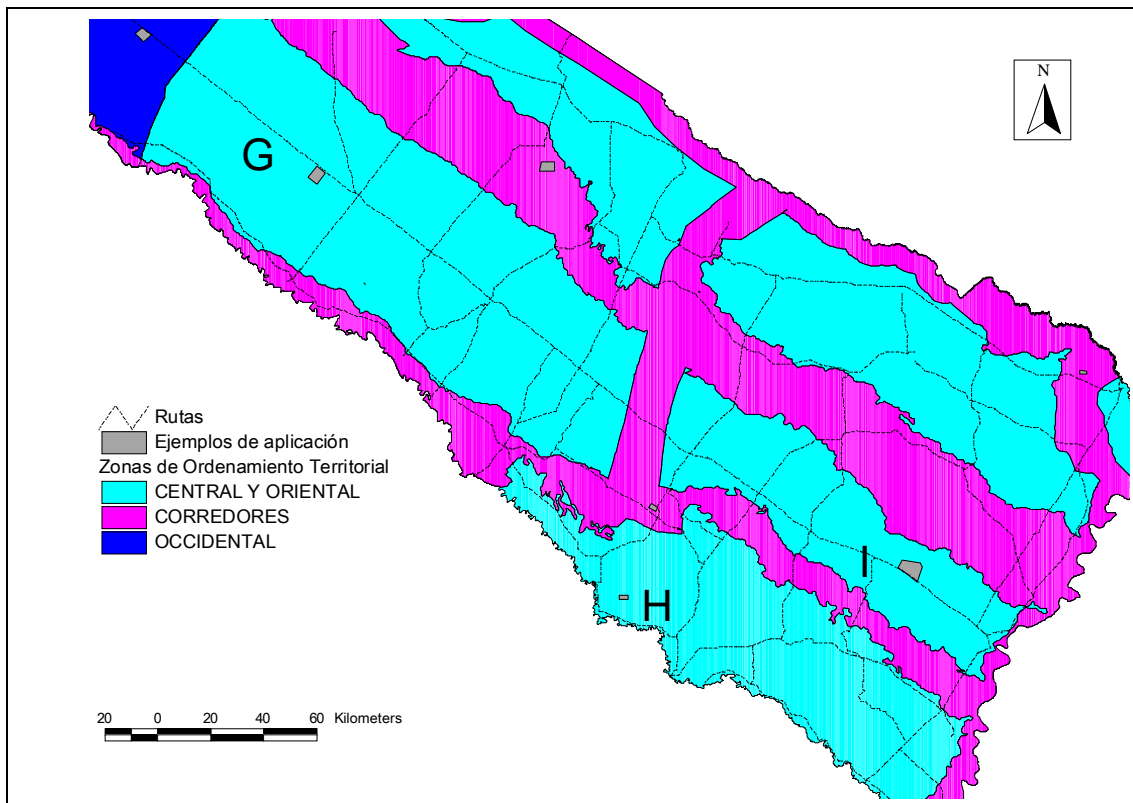 N
G
Rutas
Ejemplos de aplicación
Zonas de Ordenamiento Territorial
CENTRAL Y ORIENTAL
CORREDORES
OCCIDENTAL
I
H
20 0 20 40 60 Kilometers